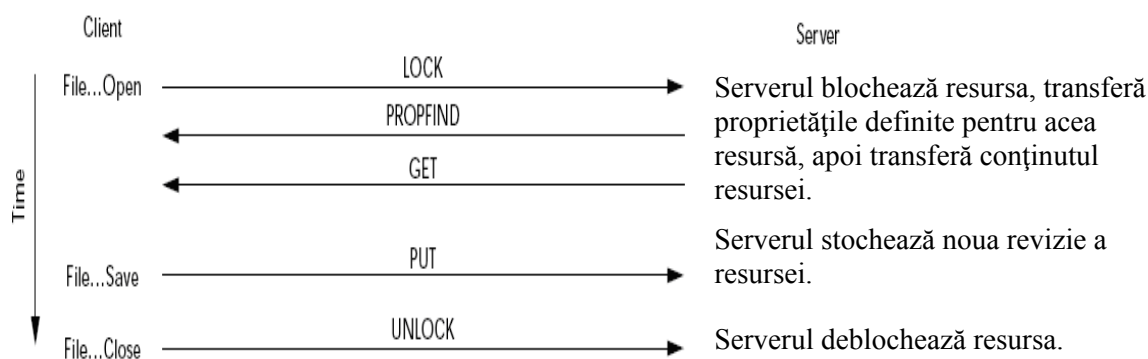 Client
Server
File...Open
LOCK
Serverul blochează resursa, transferă
proprietăţile definite pentru acea
resursă, apoi transferă conţinutul
resursei.
PROPFIND
GET
Time
File...Save
PUT
Serverul stochează noua revizie a
resursei.
File...Close
UNLOCK
Serverul deblochează resursa.